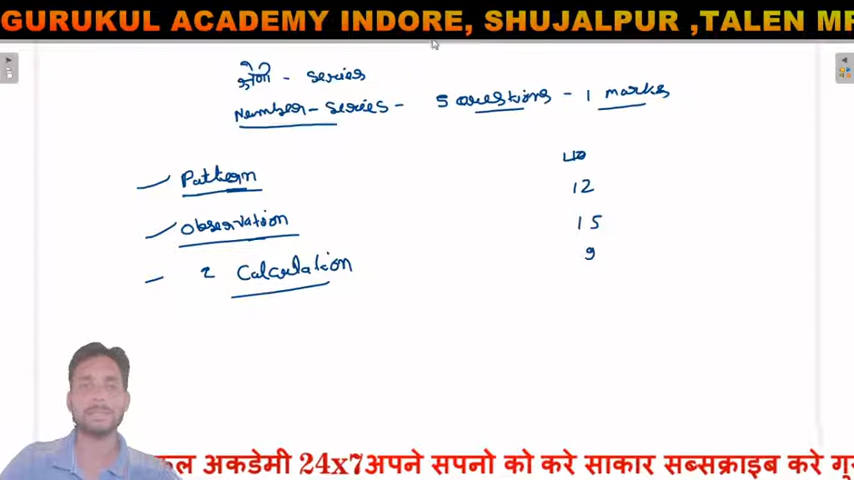 GURUKUL ACADEMY INDORE, SHUJALPUR ,TALEN MP
श्रेणी - series
Number - series - 5 questions - 1 marks
Pattern
12
Observation
15
2 Calculation
9
कुल अकडेमी 24x7अपने सपनो को करे साकार सब्सक्राइब करे गुरु